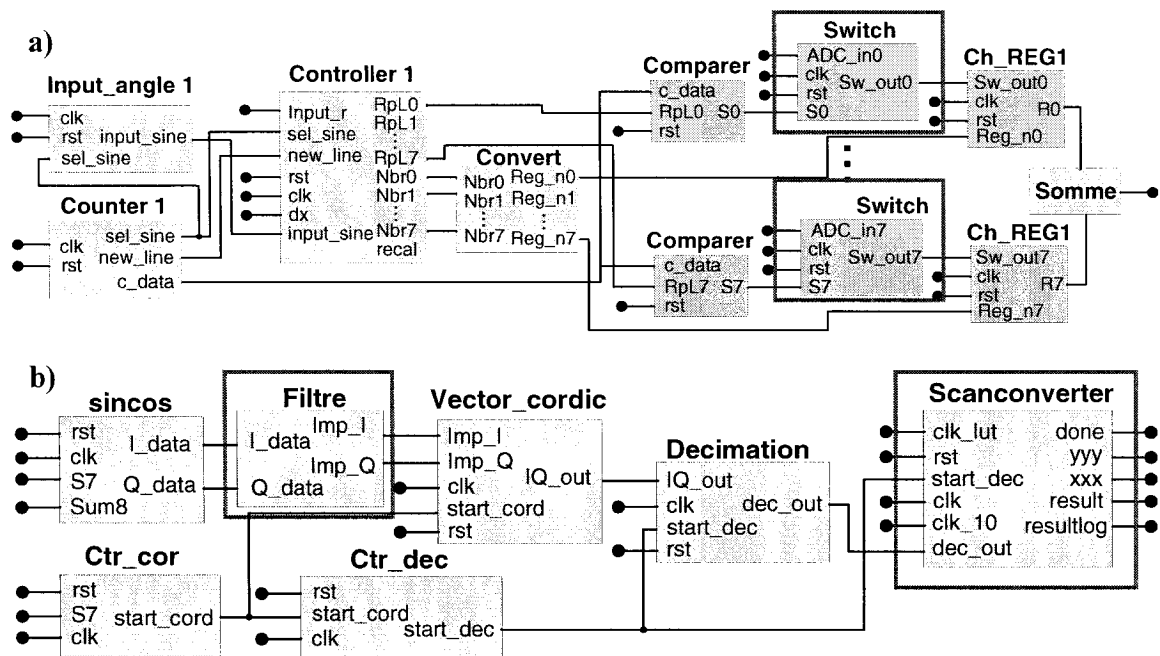 a)
Input_angle 1
clk
rst input_sine
sel_sine
Counter 1
clk sel_sine
rst new_line
c_data
Controller 1
Input_r RpL0
sel_sine RpL1
⋮
new_line RpL7
rst Nbr0
clk Nbr1
dx ⋮
input_sine Nbr7
recal
Convert
Nbr0 Reg_n0
Nbr1 Reg_n1
⋮ ⋮
Nbr7 Reg_n7
Comparer
c_data
RpL0 S0
rst
Switch
ADC_in0
clk Sw_out0
rst
S0
Ch_REG1
Sw_out0
clk R0
rst
Reg_n0
Comparer
c_data
RpL7 S7
rst
Switch
ADC_in7
clk Sw_out7
rst
S7
Ch_REG1
Sw_out7
clk R7
rst
Reg_n7
Somme
b)
sincos
rst I_data
clk
S7 Q_data
Sum8
Filtre
I_data Imp_I
Imp_Q
Q_data
Vector_cordic
Imp_I
Imp_Q IQ_out
clk
start_cord
rst
Decimation
IQ_out
clk dec_out
start_dec
rst
Scanconverter
clk_lut done
rst yyy
start_dec xxx
clk result
clk_10 resultlog
dec_out
Ctr_cor
rst
S7 start_cord
clk
Ctr_dec
rst
start_cord
clk start_dec